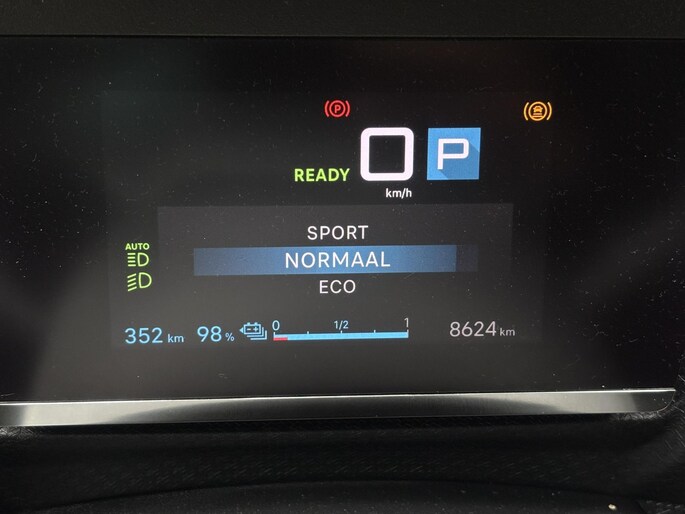 P
READY 0 P
km/h
SPORT
NORMAAL
ECO
AUTO
352 km 98 % 0 1/2 1 8624 km